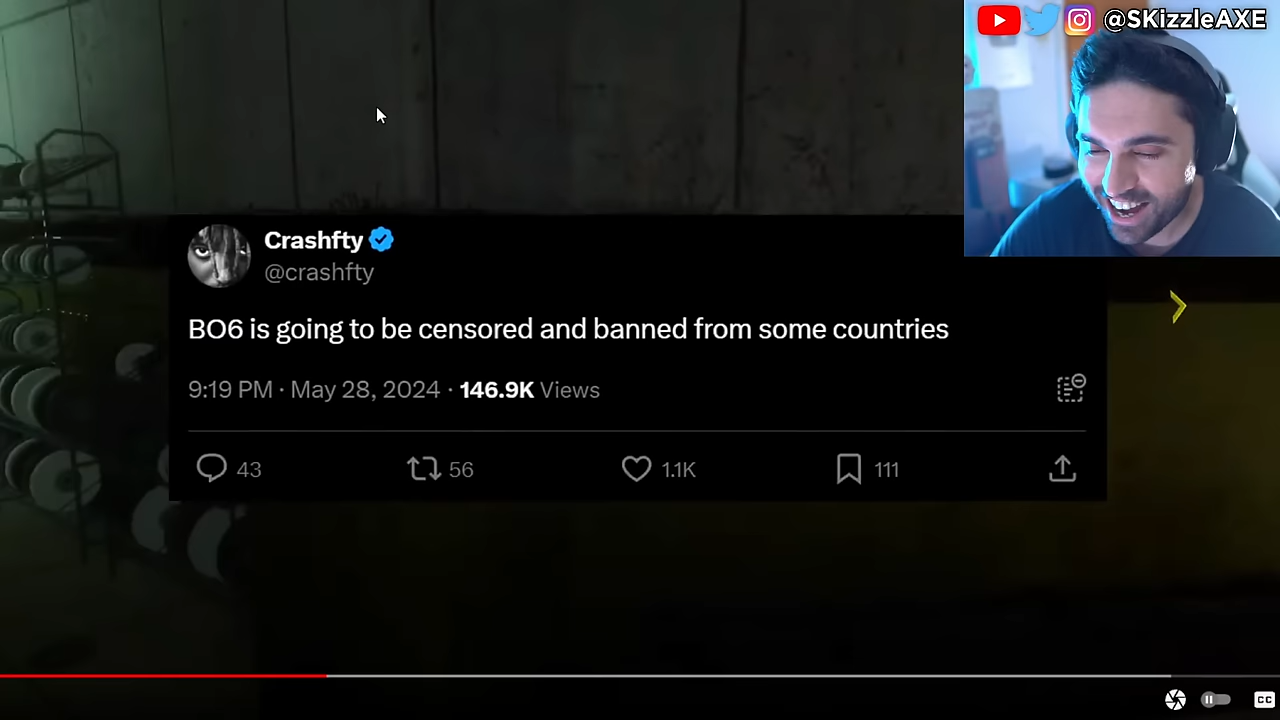 @SKizzleAXE
Crashfty
@crashfty
BO6 is going to be censored and banned from some countries
9:19 PM · May 28, 2024 · 146.9K Views
43 56 1.1K 111
CC